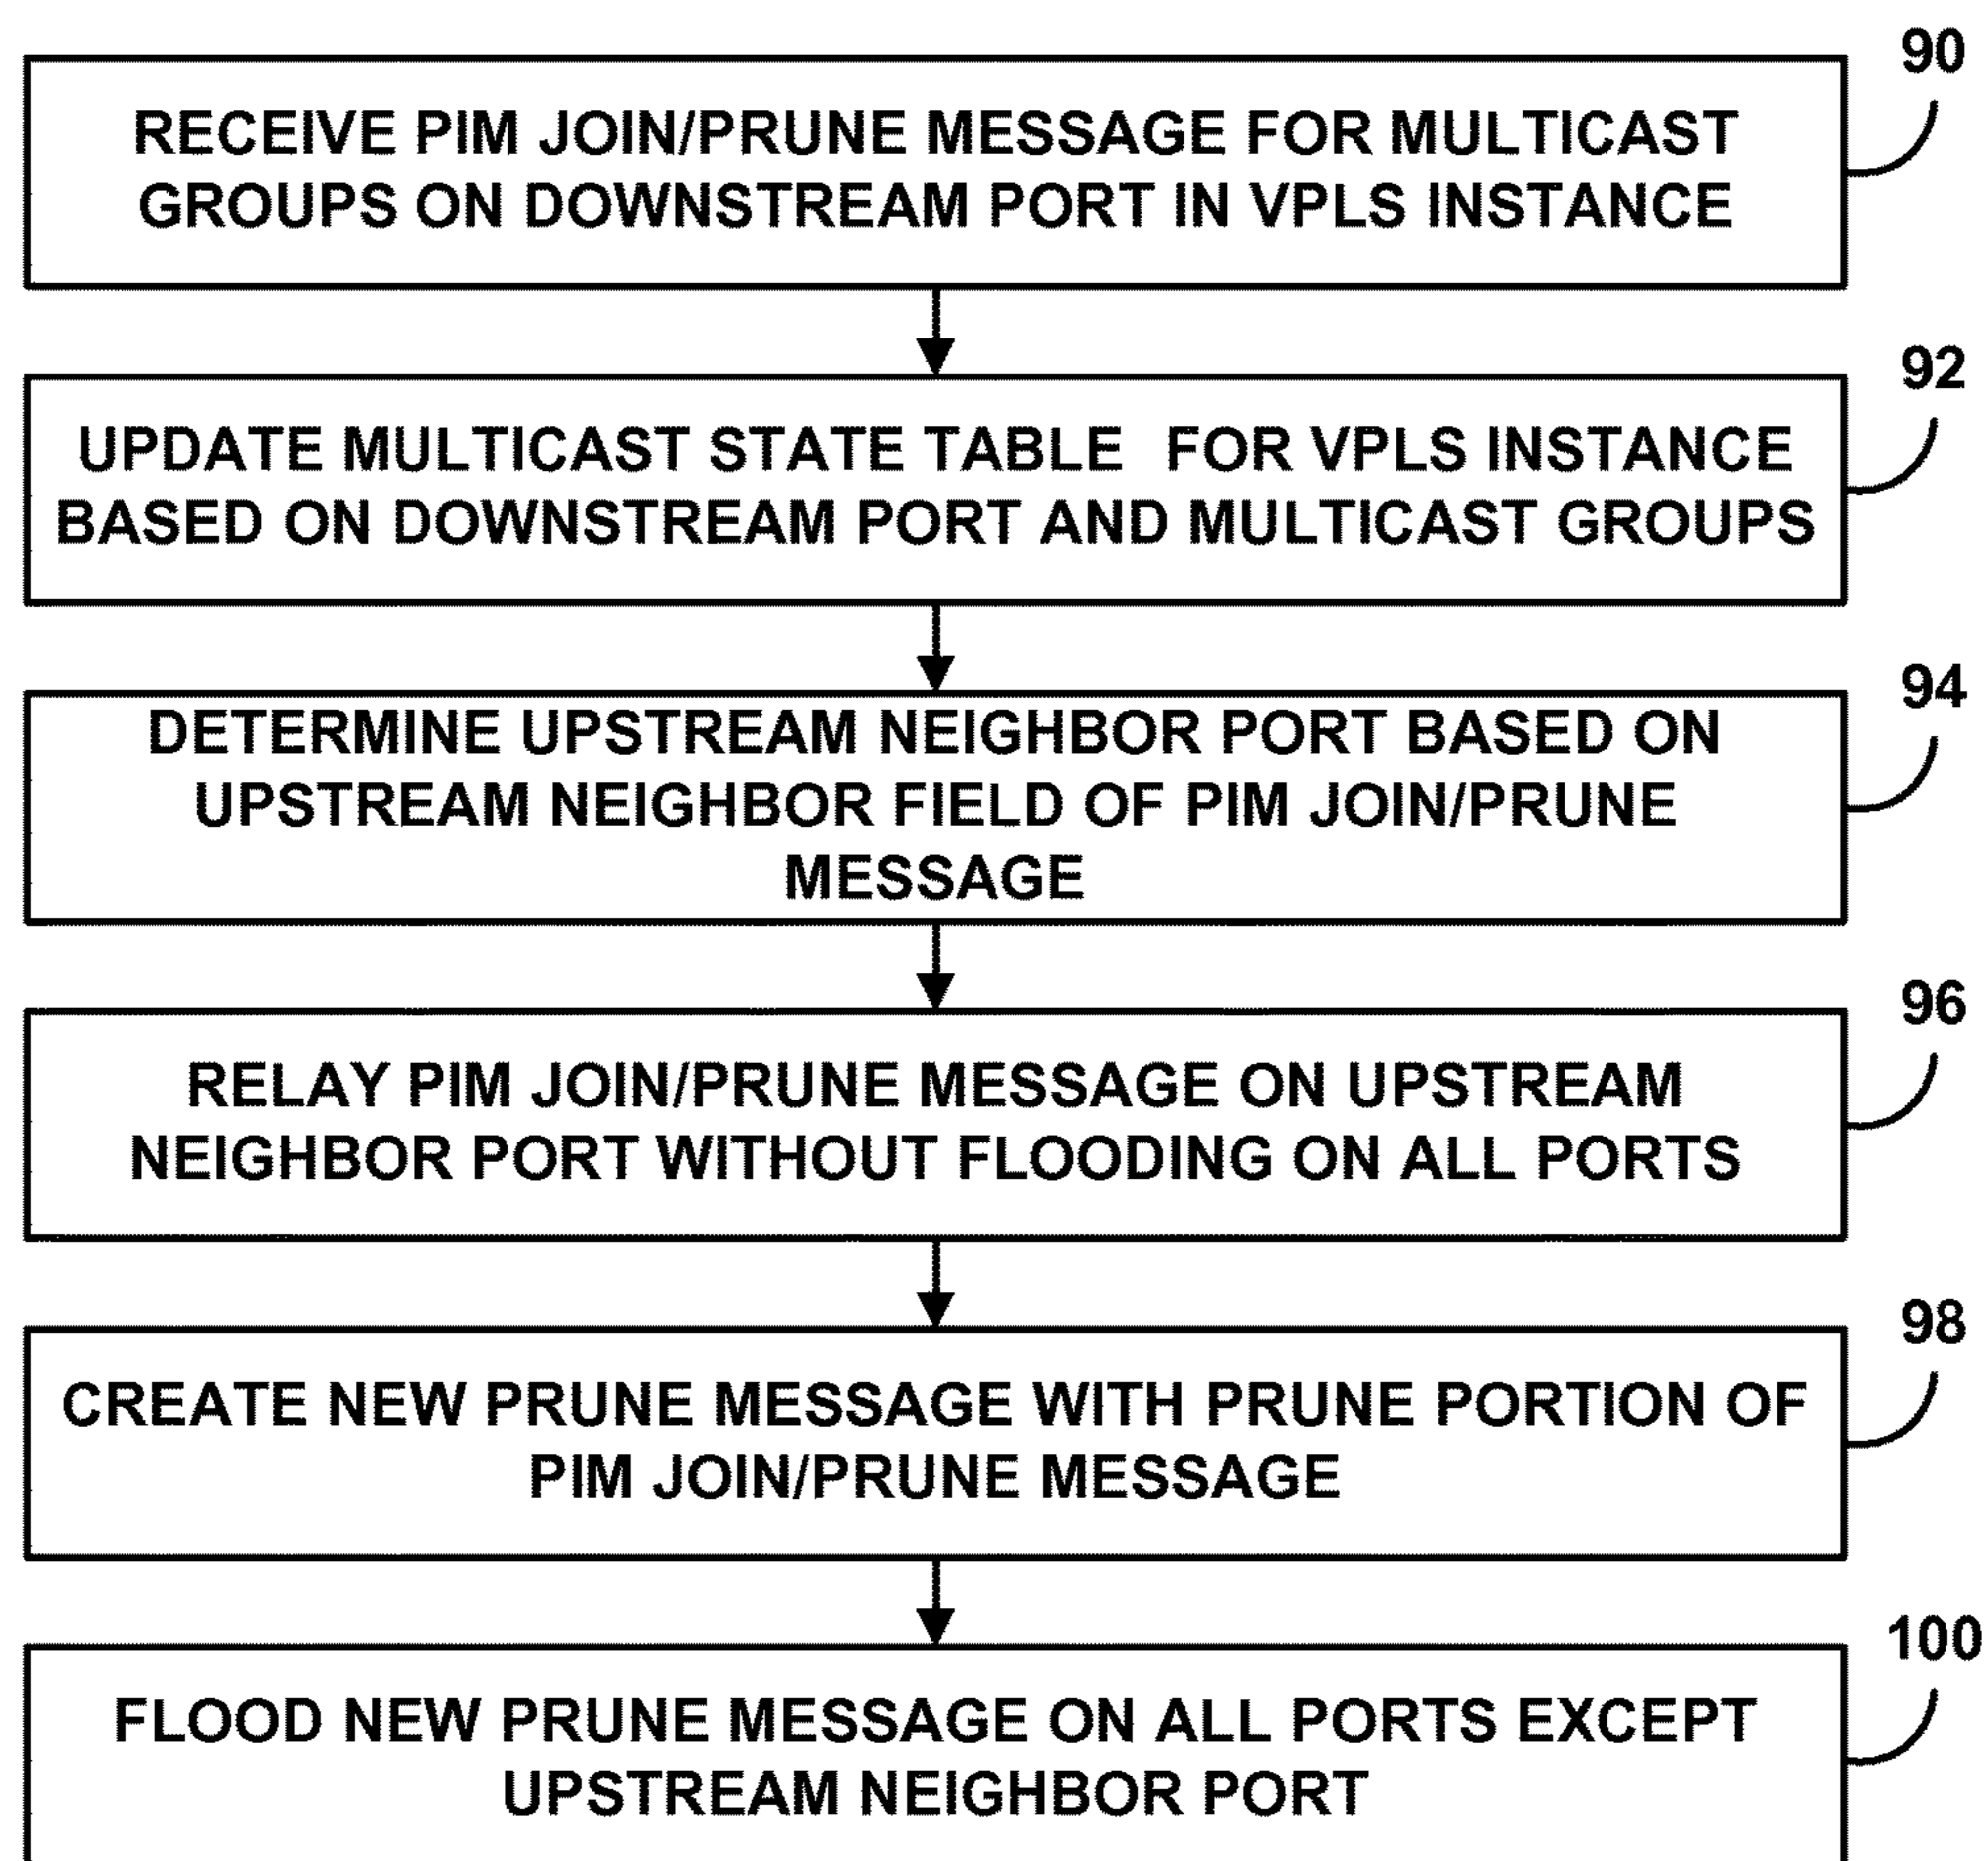 90
RECEIVE PIM JOIN/PRUNE MESSAGE FOR MULTICAST
GROUPS ON DOWNSTREAM PORT IN VPLS INSTANCE
92
UPDATE MULTICAST STATE TABLE FOR VPLS INSTANCE
BASED ON DOWNSTREAM PORT AND MULTICAST GROUPS
94
DETERMINE UPSTREAM NEIGHBOR PORT BASED ON
UPSTREAM NEIGHBOR FIELD OF PIM JOIN/PRUNE
MESSAGE
96
RELAY PIM JOIN/PRUNE MESSAGE ON UPSTREAM
NEIGHBOR PORT WITHOUT FLOODING ON ALL PORTS
98
CREATE NEW PRUNE MESSAGE WITH PRUNE PORTION OF
PIM JOIN/PRUNE MESSAGE
100
FLOOD NEW PRUNE MESSAGE ON ALL PORTS EXCEPT
UPSTREAM NEIGHBOR PORT